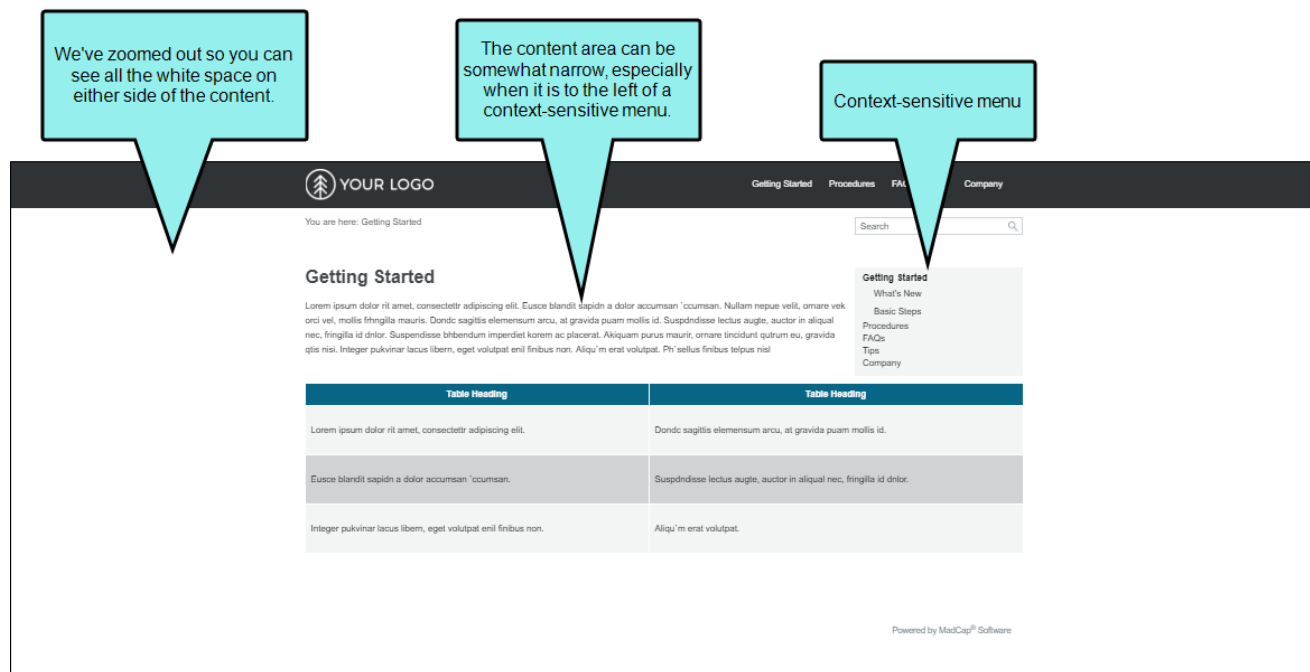 We've zoomed out so you can
see all the white space on
either side of the content.
The content area can be
somewhat narrow, especially
when it is to the left of a
context-sensitive menu.
Context-sensitive menu
YOUR LOGO
Getting Started Procedures Company
You are here: Getting Started
Search
Getting Started
Lorem ipsum dolor rit amet, consectettr adipiscing elit. Eusce blandit sapidn a dolor accumsan `ccumsan. Nullam nepue velit, ornare vek
orci vel, mollis frhngilla mauris. Dondc sagittis elemensum arcu, at gravida puam mollis id. Suspdndisse lectus augte, auctor in aliqual
nec, fringilla id dnlor. Suspendisse bhbendum imperdiet korem ac placerat. Akiquam purus maurir, ornare tincidunt qutrum eu, gravida
qtis nisi. Integer pukvinar lacus libern, eget volutpat enil finibus non. Aliqu`m erat volutpat. Ph`sellus finibus telpus nisl
Getting Started
What's New
Basic Steps
Procedures
FAQs
Tips
Company
Table Heading Table Heading
Lorem ipsum dolor rit amet, consectettr adipiscing elit. Dondc sagittis elemensum arcu, at gravida puam mollis id.
Eusce blandit sapidn a dolor accumsan `ccumsan. Suspdndisse lectus augte, auctor in aliqual nec, fringilla id dnlor.
Integer pukvinar lacus libern, eget volutpat enil finibus non. Aliqu`m erat volutpat.
Powered by MadCap® Software